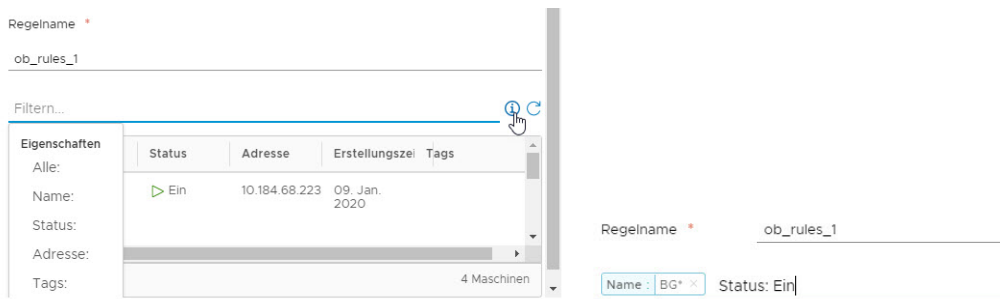 Regelname *
ob_rules_1
Filtern...
Eigenschaften
Alle:
Name:
Status:
Adresse:
Tags:
Status Adresse Erstellungszei Tags
Ein 10.184.68.223 09. Jan. 2020
4 Maschinen
Regelname * ob_rules_1
Name : BG* × Status: Ein